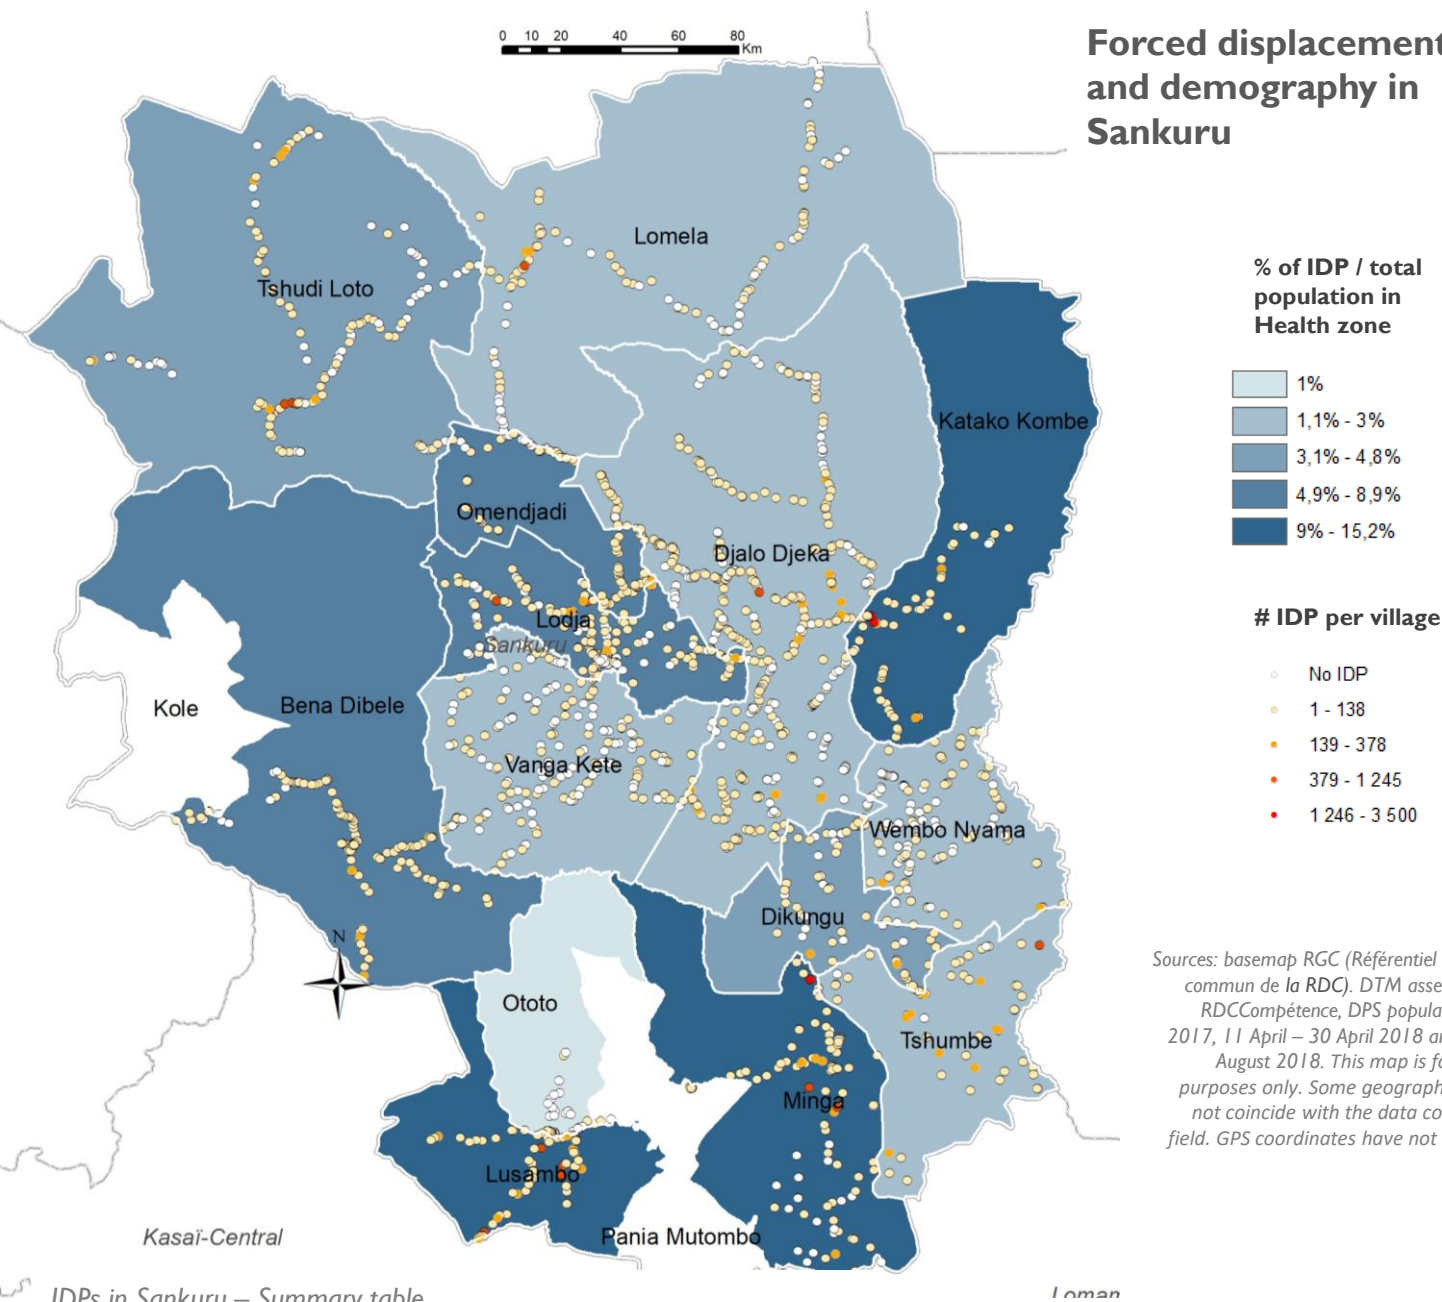 0 10 20 40 60 80
Km
Forced displacement
and demography in
Sankuru
Lomela
Tshudi Loto
Katako Kombe
Omendjadi
Djalo Djeka
Lodja
Sankuru
Kole
Bena Dibele
Vanga Kete
Wembo Nyama
Dikungu
N
Ototo
Tshumbe
Minga
Lusambo
Pania Mutombo
Kasaï-Central
% of IDP / total
population in
Health zone
1%
1,1% - 3%
3,1% - 4,8%
4,9% - 8,9%
9% - 15,2%
# IDP per village
No IDP
1 - 138
139 - 378
379 - 1 245
1 246 - 3 500
Sources: basemap RGC (Référentiel
commun de la RDC). DTM asse
RDCCompétence, DPS popula
2017, 11 April – 30 April 2018 a
August 2018. This map is fo
purposes only. Some geograph
not coincide with the data co
field. GPS coordinates have not
IDPs in Sankuru – Summary table
Lomam